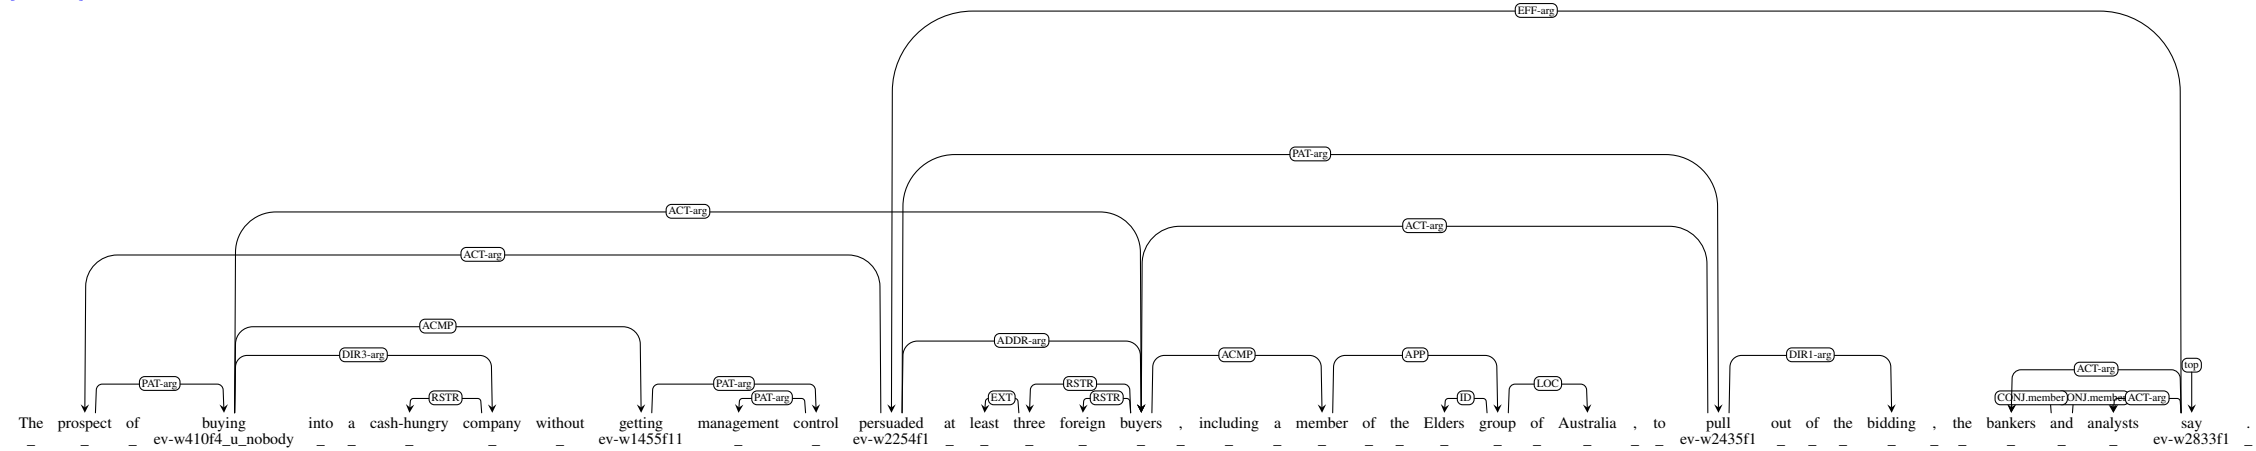 EFF-arg
PAT-arg
ACT-arg
ACT-arg
ACT-arg
ACMP
ADDR-arg
DIR3-arg ACMP APP DIR1-arg
top
ACT-arg
PAT-arg PAT-arg RSTR LOC
RSTR PAT-arg EXT RSTR ID CONJ.member ONJ.member ACT-arg
The prospect of buying into a cash-hungry company without getting management control persuaded at least three foreign buyers , including a member of the Elders group of Australia , to pull out of the bidding , the bankers and analysts say .
_ _ _ ev-w410f4_u_nobody _ _ _ _ _ ev-w1455f11 _ _ ev-w2254f1 _ _ _ _ _ _ _ _ _ _ _ _ _ _ _ _ _ ev-w2435f1 _ _ _ _ _ _ _ _ _ ev-w2833f1 _